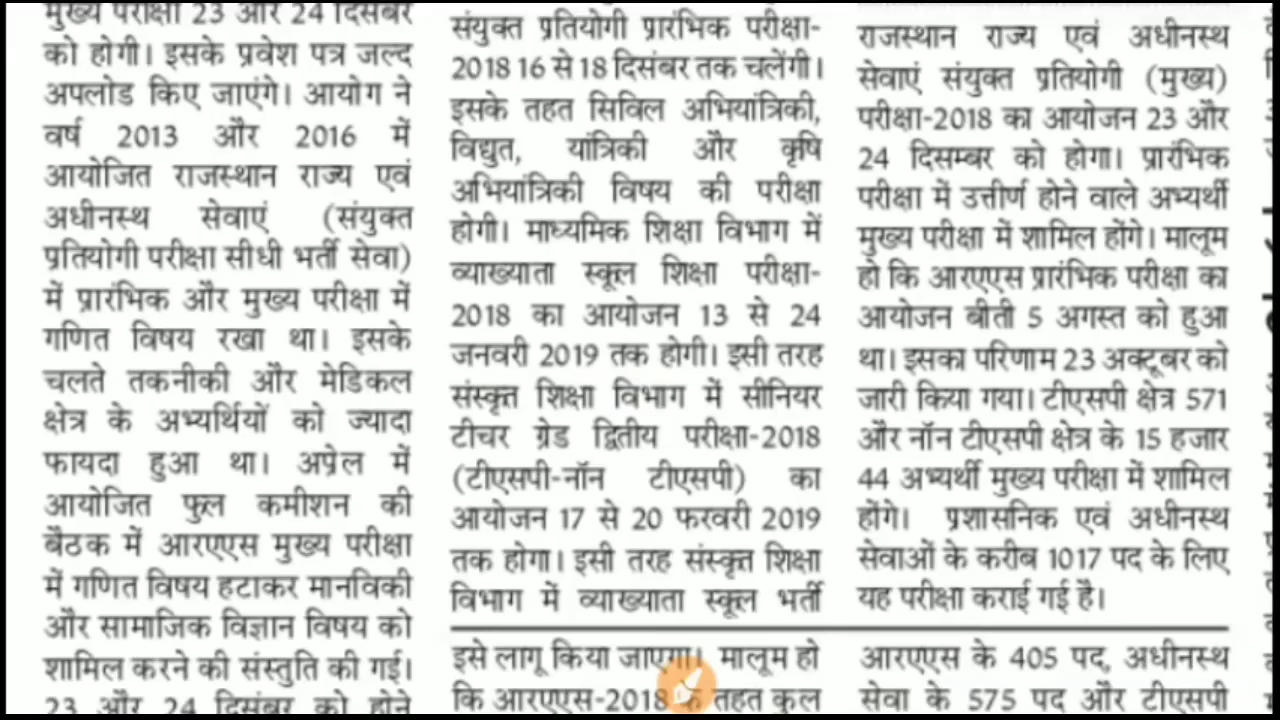 मुख्य परीक्षा 23 और 24 दिसंबर
को होगी। इसके प्रवेश पत्र जल्द
अपलोड किए जाएंगे। आयोग ने
वर्ष 2013 और 2016 में
आयोजित राजस्थान राज्य एवं
अधीनस्थ सेवाएं (संयुक्त
प्रतियोगी परीक्षा सीधी भर्ती सेवा)
में प्रारंभिक और मुख्य परीक्षा में
गणित विषय रखा था। इसके
चलते तकनीकी और मेडिकल
क्षेत्र के अभ्यर्थियों को ज्यादा
फायदा हुआ था। अप्रेल में
आयोजित फुल कमीशन की
बैठक में आरएएस मुख्य परीक्षा
में गणित विषय हटाकर मानविकी
और सामाजिक विज्ञान विषय को
शामिल करने की संस्तुति की गई।
23 और 24 दिसंबर को होने
संयुक्त प्रतियोगी प्रारंभिक परीक्षा-
2018 16 से 18 दिसंबर तक चलेंगी।
इसके तहत सिविल अभियांत्रिकी,
विद्युत, यांत्रिकी और कृषि
अभियांत्रिकी विषय की परीक्षा
होगी। माध्यमिक शिक्षा विभाग में
व्याख्याता स्कूल शिक्षा परीक्षा-
2018 का आयोजन 13 से 24
जनवरी 2019 तक होगी। इसी तरह
संस्कृत शिक्षा विभाग में सीनियर
टीचर ग्रेड द्वितीय परीक्षा-2018
(टीएसपी-नॉन टीएसपी) का
आयोजन 17 से 20 फरवरी 2019
तक होगा। इसी तरह संस्कृत शिक्षा
विभाग में व्याख्याता स्कूल भर्ती
राजस्थान राज्य एवं अधीनस्थ
सेवाएं संयुक्त प्रतियोगी (मुख्य)
परीक्षा-2018 का आयोजन 23 और
24 दिसम्बर को होगा। प्रारंभिक
परीक्षा में उत्तीर्ण होने वाले अभ्यर्थी
मुख्य परीक्षा में शामिल होंगे। मालूम
हो कि आरएएस प्रारंभिक परीक्षा का
आयोजन बीती 5 अगस्त को हुआ
था। इसका परिणाम 23 अक्टूबर को
जारी किया गया। टीएसपी क्षेत्र 571
और नॉन टीएसपी क्षेत्र के 15 हजार
44 अभ्यर्थी मुख्य परीक्षा में शामिल
होंगे। प्रशासनिक एवं अधीनस्थ
सेवाओं के करीब 1017 पद के लिए
यह परीक्षा कराई गई है।
इसे लागू किया जाएगा। मालूम हो
कि आरएएस-2018 के तहत कुल
आरएएस के 405 पद, अधीनस्थ
सेवा के 575 पद और टीएसपी